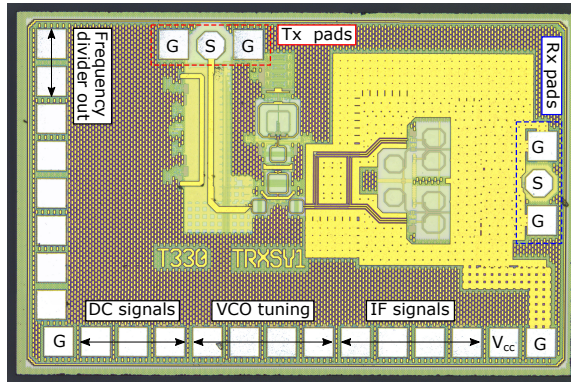 G S G
Tx pads
Frequency
divider out
Rx pads
G
S
G
T330 TRXSY1
DC signals
VCO tuning
IF signals
G
Vcc
G